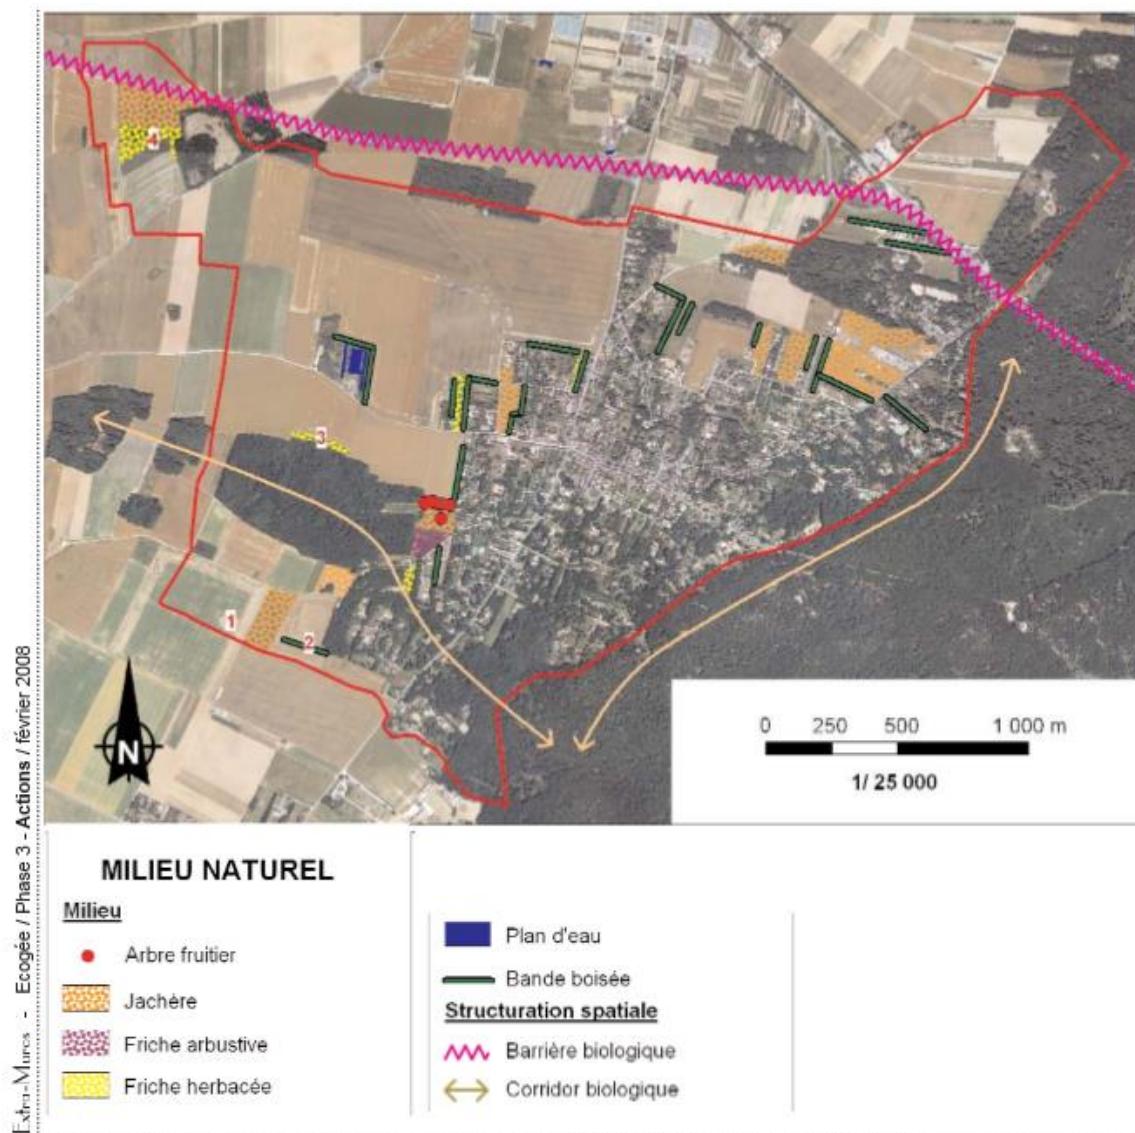 4
3
1
2
N
0 250 500 1 000 m
1/ 25 000
Extra-Muros - Ecogée / Phase 3 - Actions / février 2008
MILIEU NATUREL
Milieu
Arbre fruitier
Jachère
Friche arbustive
Friche herbacée
Plan d'eau
Bande boisée
Structuration spatiale
Barrière biologique
Corridor biologique